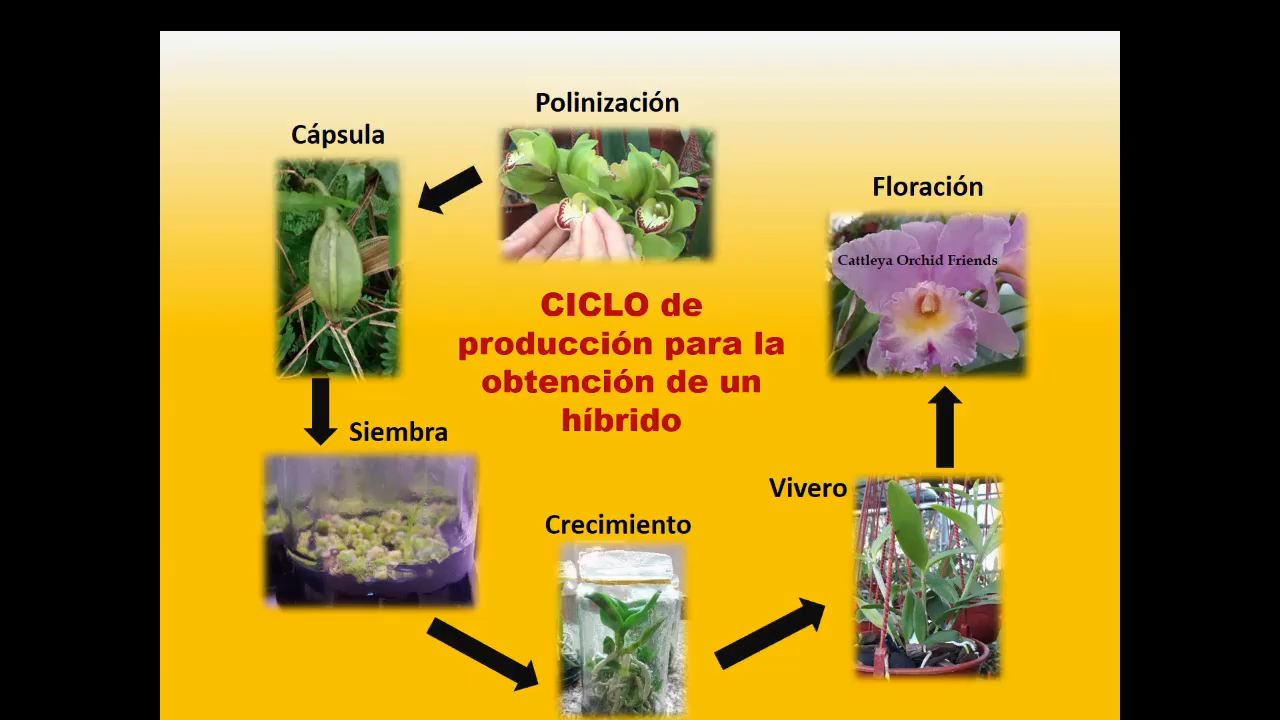 Polinización
Cápsula
Floración
Cattleya Orchid Friends
CICLO de
producción para la
obtención de un
híbrido
Siembra
Vivero
Crecimiento